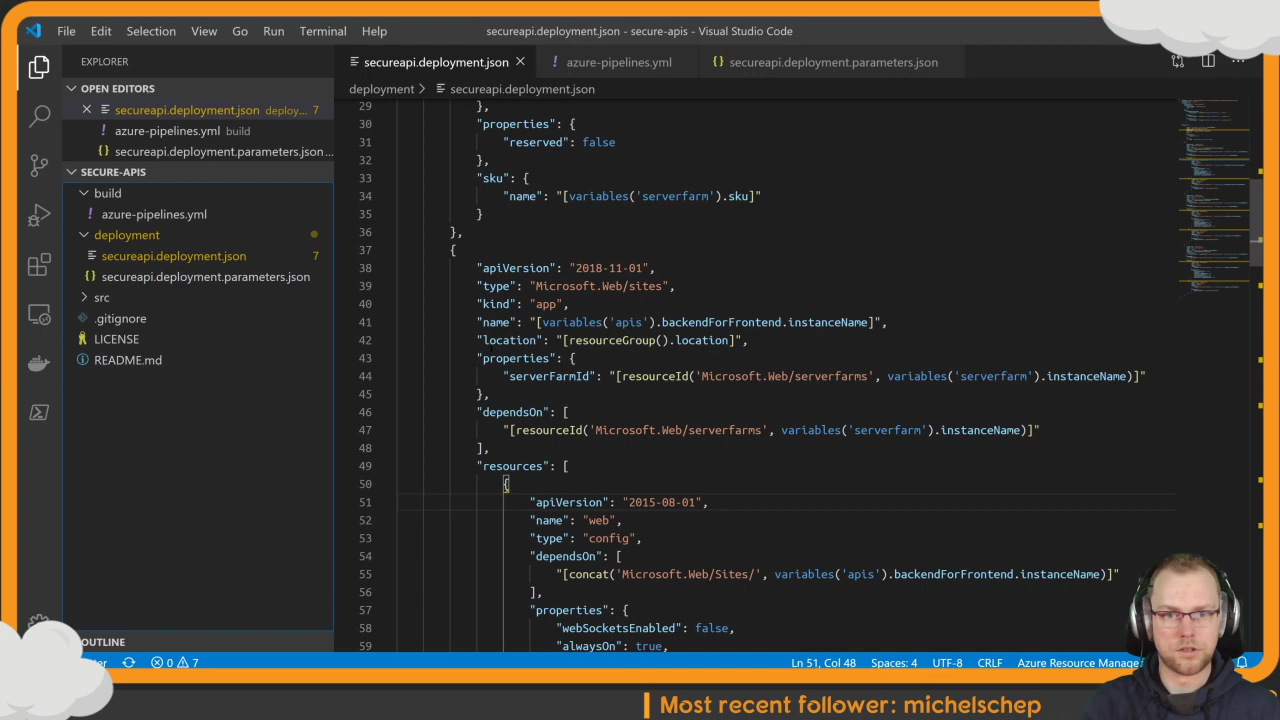 File Edit Selection View Go Run Terminal Help secureapi.deployment.json - secure-apis - Visual Studio Code
EXPLORER
OPEN EDITORS
secureapi.deployment.json deploy... 7
azure-pipelines.yml build
secureapi.deployment.parameters.json...
SECURE-APIS
build
azure-pipelines.yml
deployment
secureapi.deployment.json 7
secureapi.deployment.parameters.json
src
.gitignore
LICENSE
README.md
OUTLINE
secureapi.deployment.json azure-pipelines.yml secureapi.deployment.parameters.json
deployment > secureapi.deployment.json
29 },
30 "properties": {
31 "reserved": false
32 },
33 "sku": {
34 "name": "[variables('serverfarm').sku]"
35 }
36 },
37 {
38 "apiVersion": "2018-11-01",
39 "type": "Microsoft.Web/sites",
40 "kind": "app",
41 "name": "[variables('apis').backendForFrontend.instanceName]",
42 "location": "[resourceGroup().location]",
43 "properties": {
44 "serverFarmId": "[resourceId('Microsoft.Web/serverfarms', variables('serverfarm').instanceName)]"
45 },
46 "dependsOn": [
47 "[resourceId('Microsoft.Web/serverfarms', variables('serverfarm').instanceName)]"
48 ],
49 "resources": [
50 {
51 "apiVersion": "2015-08-01",
52 "name": "web",
53 "type": "config",
54 "dependsOn": [
55 "[concat('Microsoft.Web/Sites/', variables('apis').backendForFrontend.instanceName)]"
56 ],
57 "properties": {
58 "webSocketsEnabled": false,
59 "alwaysOn": true,
0 7 Ln 51, Col 48 Spaces: 4 UTF-8 CRLF Azure Resource Manage
Most recent follower: michelschep